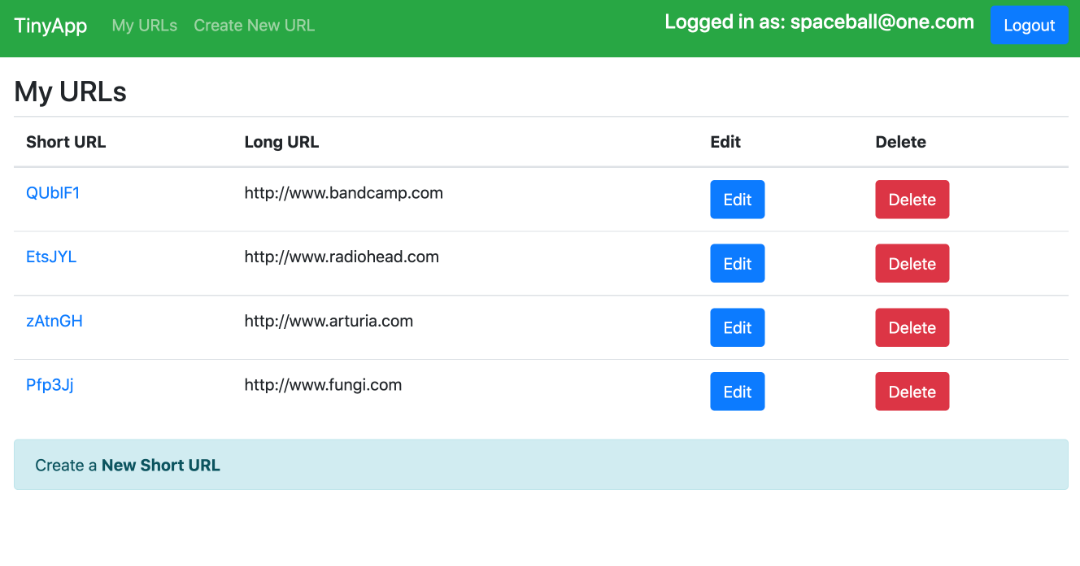 TinyApp My URLs Create New URL Logged in as: spaceball@one.com Logout
My URLs
Short URL Long URL Edit Delete
QUblF1 http://www.bandcamp.com Edit Delete
EtsJYL http://www.radiohead.com Edit Delete
zAtnGH http://www.arturia.com Edit Delete
Pfp3Jj http://www.fungi.com Edit Delete
Create a New Short URL